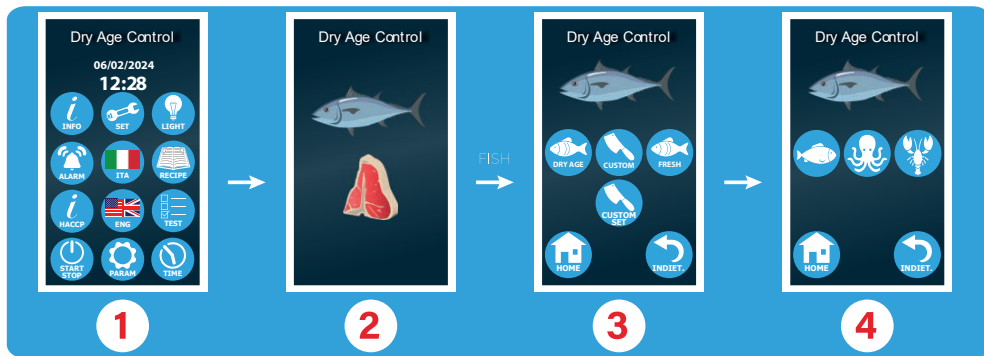 Dry Age Control
06/02/2024
12:28
INFO
SET
LIGHT
ALARM
ITA
RECIPE
HACCP
ENG
TEST
START
STOP
PARAM
TIME
1
Dry Age Control
2
FISH
Dry Age Control
DRY AGE
CUSTOM
FRESH
CUSTOM
SET
HOME
INDIET.
3
Dry Age Control
HOME
INDIET.
4